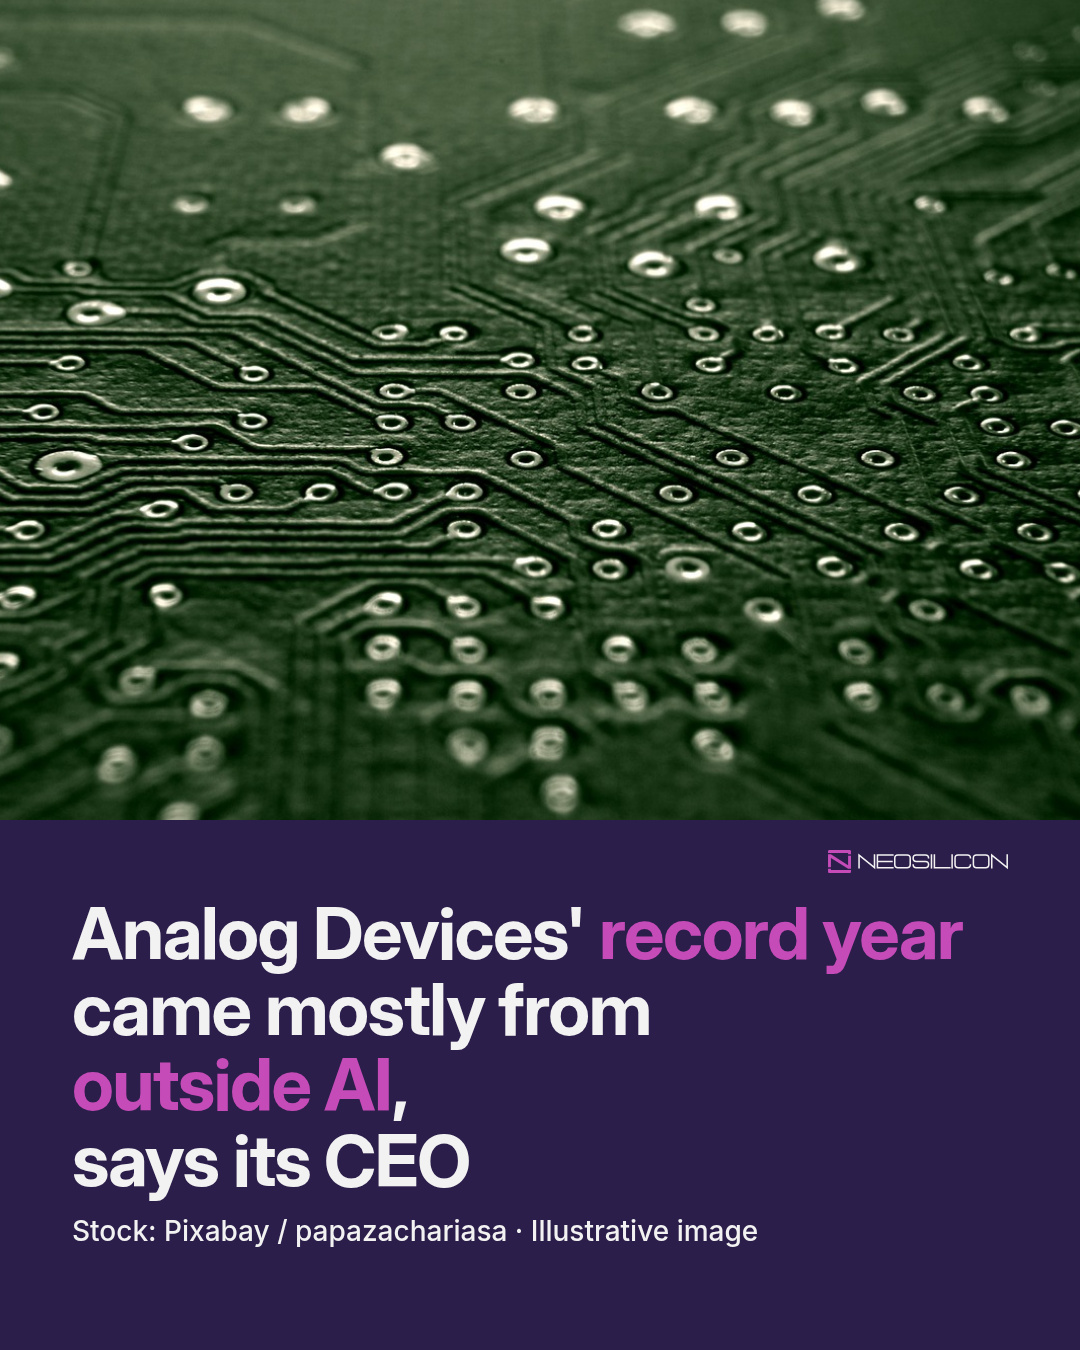 NEOSILICON
Analog Devices' record year
came mostly from
outside AI,
says its CEO
Stock: Pixabay / papazachariasa · Illustrative image